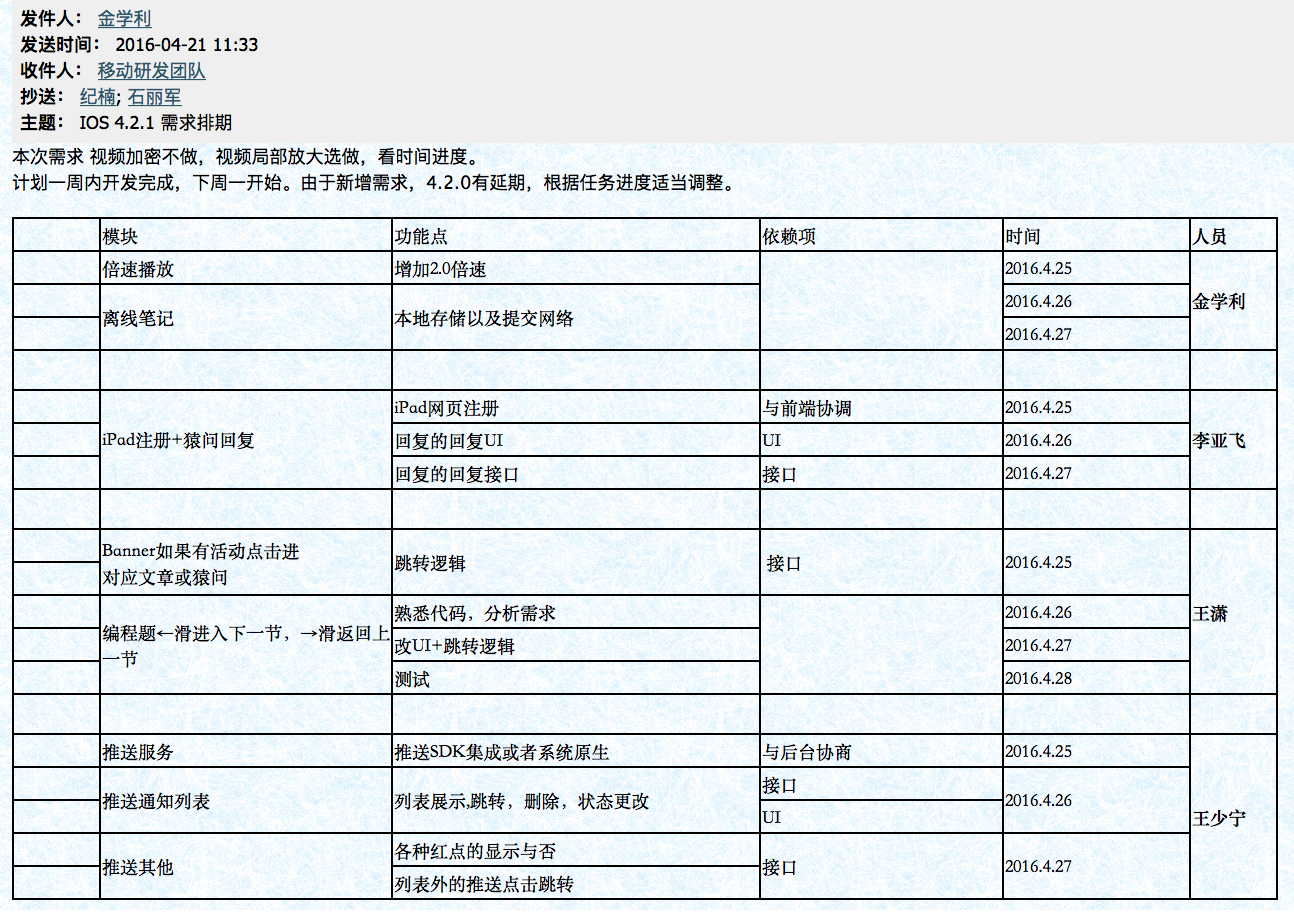 发件人： 金学利
发送时间： 2016-04-21 11:33
收件人： 移动研发团队
抄送： 纪楠; 石丽军
主题： IOS 4.2.1 需求排期
本次需求 视频加密不做，视频局部放大选做，看时间进度。
计划一周内开发完成，下周一开始。由于新增需求，4.2.0有延期，根据任务进度适当调整。
模块 功能点 依赖项 时间 人员
倍速播放 增加2.0倍速 2016.4.25
离线笔记 本地存储以及提交网络 2016.4.26 金学利
2016.4.27
iPad网页注册 与前端协调 2016.4.25
iPad注册+猿问回复 回复的回复UI UI 2016.4.26 李亚飞
回复的回复接口 接口 2016.4.27
Banner如果有活动点击进
对应文章或猿问 跳转逻辑 接口 2016.4.25
熟悉代码，分析需求 2016.4.26 王潇
编程题←滑进入下一节，→滑返回上
一节 改UI+跳转逻辑 2016.4.27
测试 2016.4.28
推送服务 推送SDK集成或者系统原生 与后台协商 2016.4.25
推送通知列表 列表展示,跳转，删除，状态更改 接口 2016.4.26
UI 王少宁
推送其他 各种红点的显示与否 接口 2016.4.27
列表外的推送点击跳转